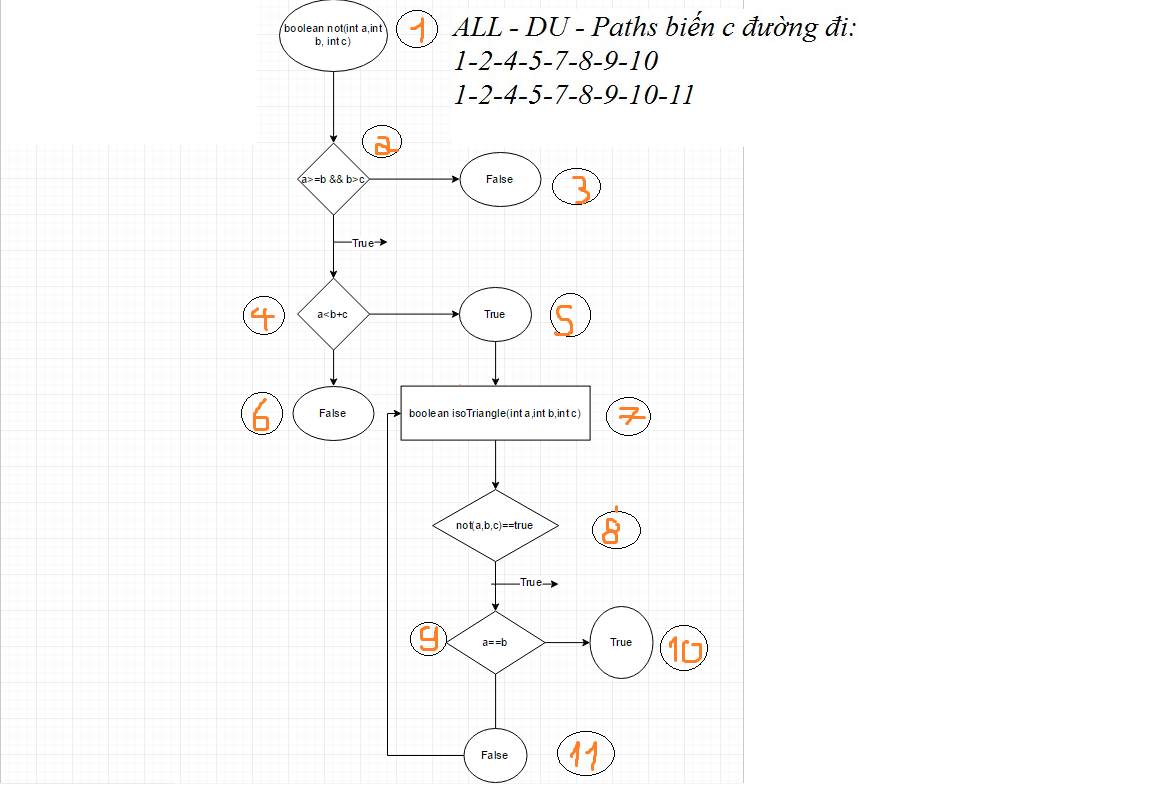 boolean not(int a,int
b, int c)
1
ALL - DU - Paths biến c đường đi:
1-2-4-5-7-8-9-10
1-2-4-5-7-8-9-10-11
2
a>=b && b>c
False
3
True
4
a<b+c
True
5
6
False
boolean isoTriangle(int a,int b,int c)
7
not(a,b,c)==true
8
True
9
a==b
True
10
False
11